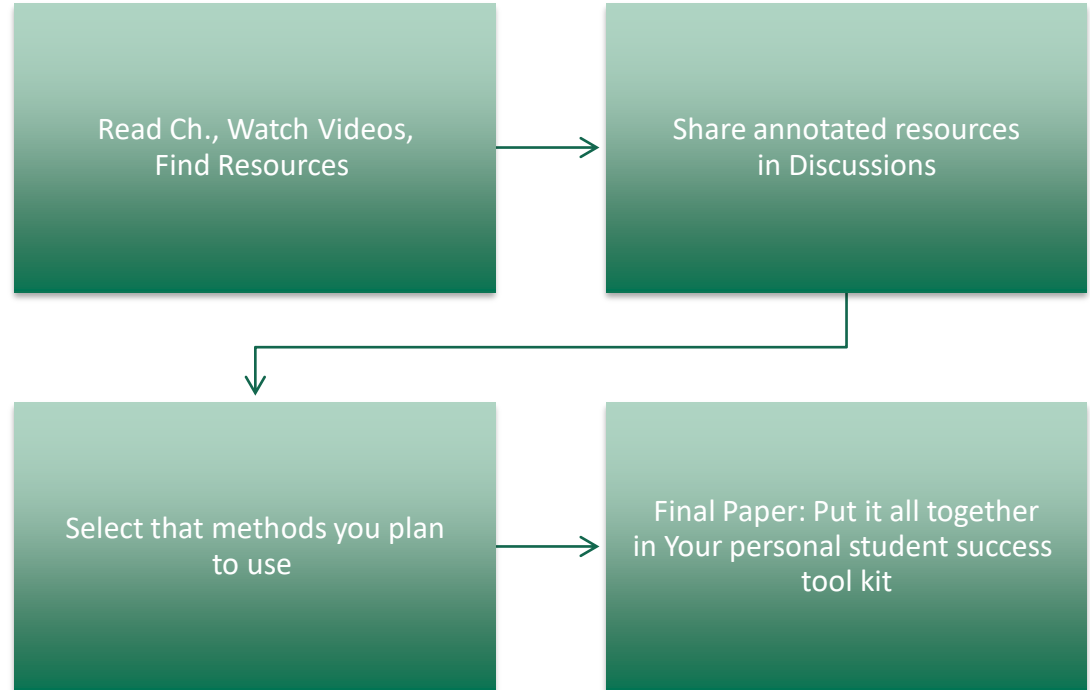 Read Ch., Watch Videos,
Find Resources
Share annotated resources
in Discussions
Select that methods you plan
to use
Final Paper: Put it all together
in Your personal student success
tool kit